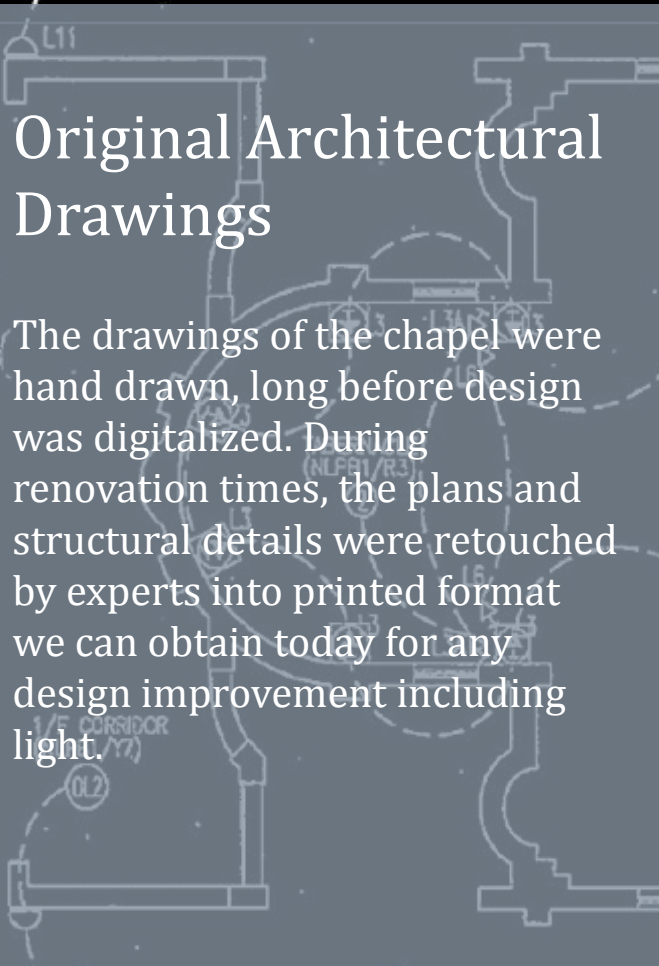 L11
Original Architectural
Drawings
The drawings of the chapel were
hand drawn, long before design
was digitalized. During
(NLFB1/R3)
renovation times, the plans and
structural details were retouched
by experts into printed format
we can obtain today for any
design improvement including
1/F CORRIDOR
light.